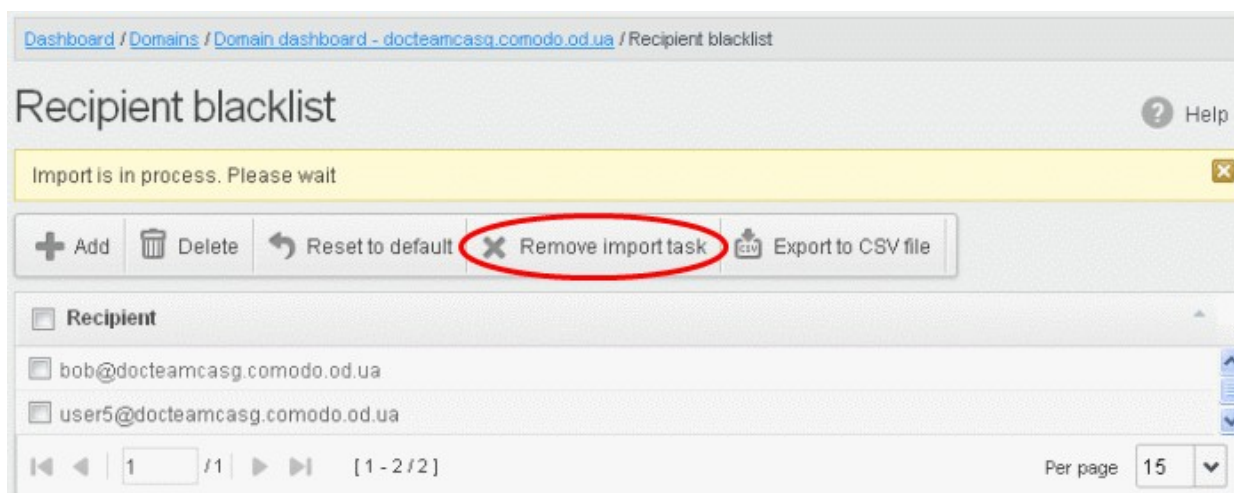 Dashboard / Domains / Domain dashboard - docteamcasg.comodo.od.ua / Recipient blacklist
Recipient blacklist
? Help
Import is in process. Please wait
Add Delete Reset to default Remove import task CSV Export to CSV file
Recipient
bob@docteamcasg.comodo.od.ua
user5@docteamcasg.comodo.od.ua
1 /1 [1 - 2 / 2] Per page 15